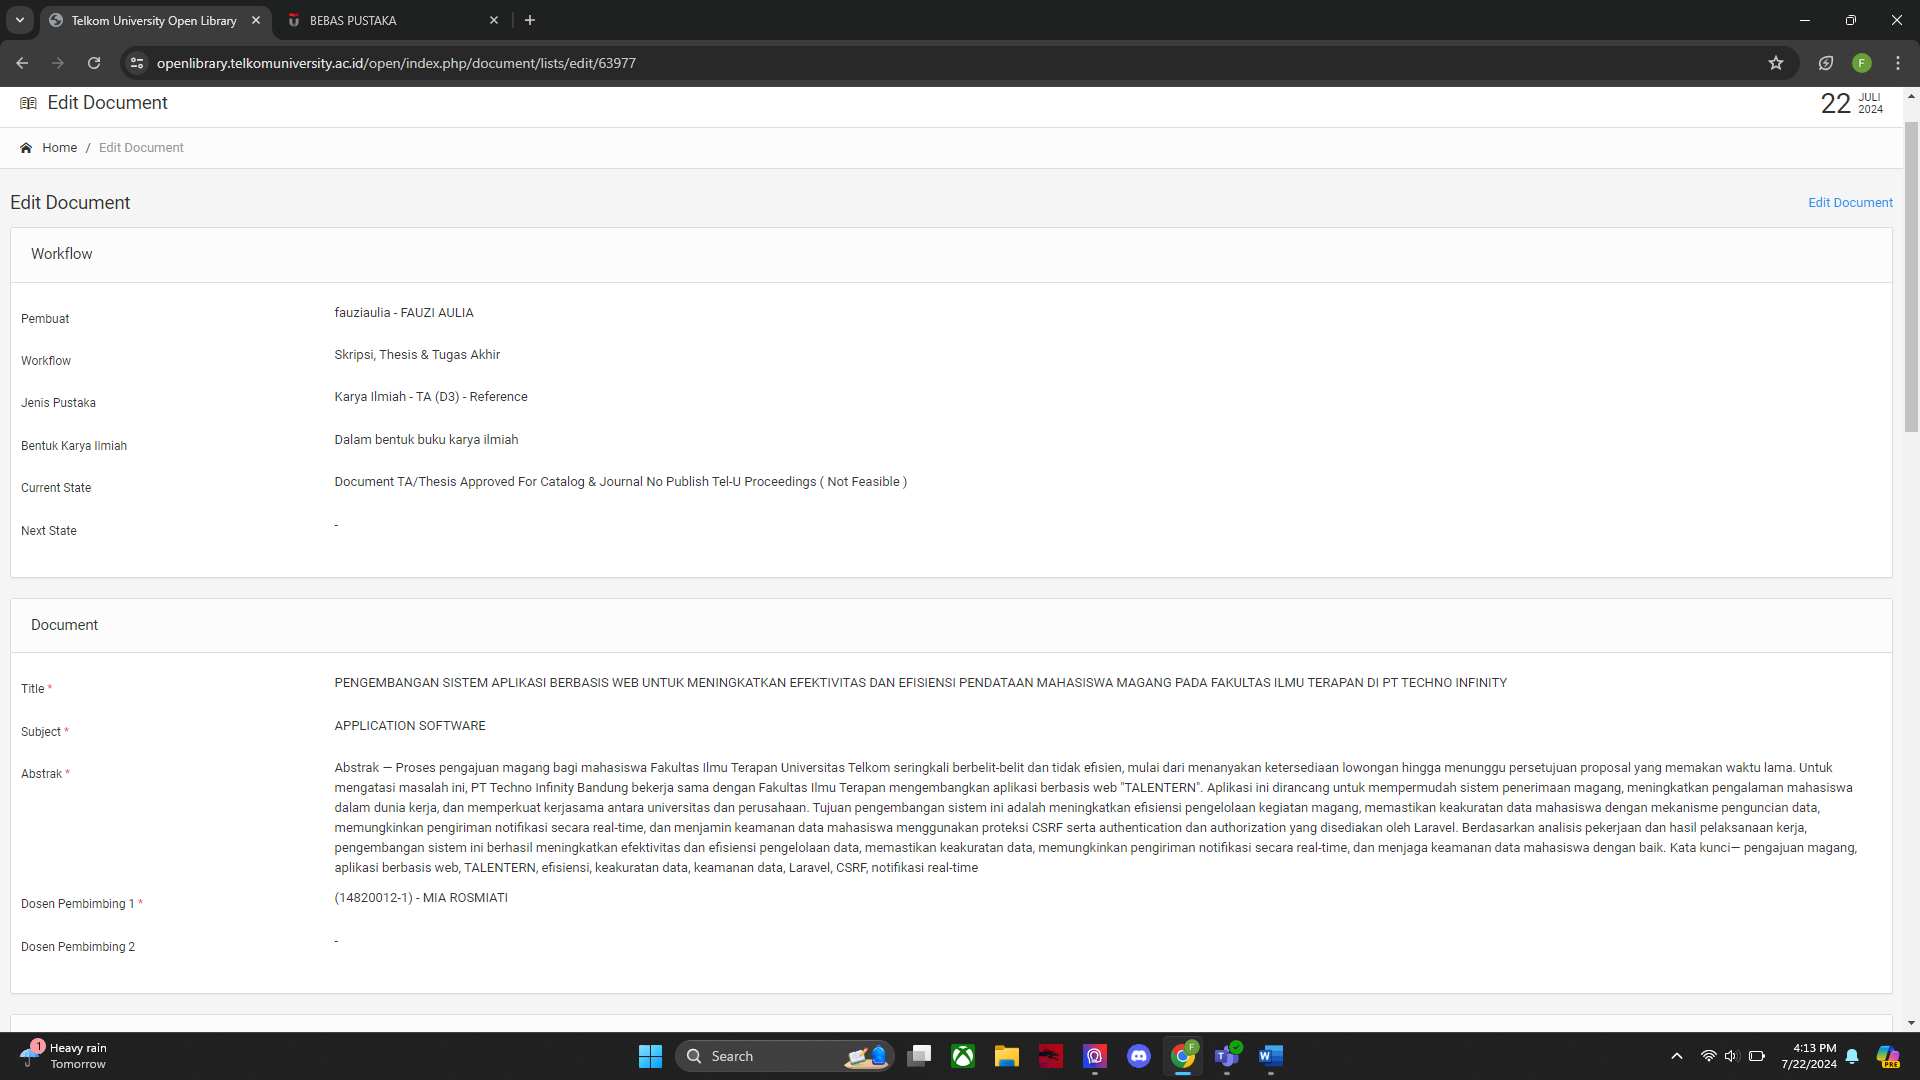 Telkom University Open Library
BEBAS PUSTAKA
openlibrary.telkomuniversity.ac.id/open/index.php/document/lists/edit/63977
F
Edit Document
22 JULI 2024
Home / Edit Document
Edit Document
Edit Document
Workflow
Pembuat
fauziaulia - FAUZI AULIA
Workflow
Skripsi, Thesis & Tugas Akhir
Jenis Pustaka
Karya Ilmiah - TA (D3) - Reference
Bentuk Karya Ilmiah
Dalam bentuk buku karya ilmiah
Current State
Document TA/Thesis Approved For Catalog & Journal No Publish Tel-U Proceedings ( Not Feasible )
Next State
-
Document
Title *
PENGEMBANGAN SISTEM APLIKASI BERBASIS WEB UNTUK MENINGKATKAN EFEKTIVITAS DAN EFISIENSI PENDATAAN MAHASISWA MAGANG PADA FAKULTAS ILMU TERAPAN DI PT TECHNO INFINITY
Subject *
APPLICATION SOFTWARE
Abstrak *
Abstrak — Proses pengajuan magang bagi mahasiswa Fakultas Ilmu Terapan Universitas Telkom seringkali berbelit-belit dan tidak efisien, mulai dari menanyakan ketersediaan lowongan hingga menunggu persetujuan proposal yang memakan waktu lama. Untuk
mengatasi masalah ini, PT Techno Infinity Bandung bekerja sama dengan Fakultas Ilmu Terapan mengembangkan aplikasi berbasis web "TALENTERN". Aplikasi ini dirancang untuk mempermudah sistem penerimaan magang, meningkatkan pengalaman mahasiswa
dalam dunia kerja, dan memperkuat kerjasama antara universitas dan perusahaan. Tujuan pengembangan sistem ini adalah meningkatkan efisiensi pengelolaan kegiatan magang, memastikan keakuratan data mahasiswa dengan mekanisme penguncian data,
memungkinkan pengiriman notifikasi secara real-time, dan menjamin keamanan data mahasiswa menggunakan proteksi CSRF serta authentication dan authorization yang disediakan oleh Laravel. Berdasarkan analisis pekerjaan dan hasil pelaksanaan kerja,
pengembangan sistem ini berhasil meningkatkan efektivitas dan efisiensi pengelolaan data, memastikan keakuratan data, memungkinkan pengiriman notifikasi secara real-time, dan menjaga keamanan data mahasiswa dengan baik. Kata kunci— pengajuan magang,
aplikasi berbasis web, TALENTERN, efisiensi, keakuratan data, keamanan data, Laravel, CSRF, notifikasi real-time
Dosen Pembimbing 1 *
(14820012-1) - MIA ROSMIATI
Dosen Pembimbing 2
-
1
Heavy rain
Tomorrow
Search
F
4:13 PM
7/22/2024
PRE